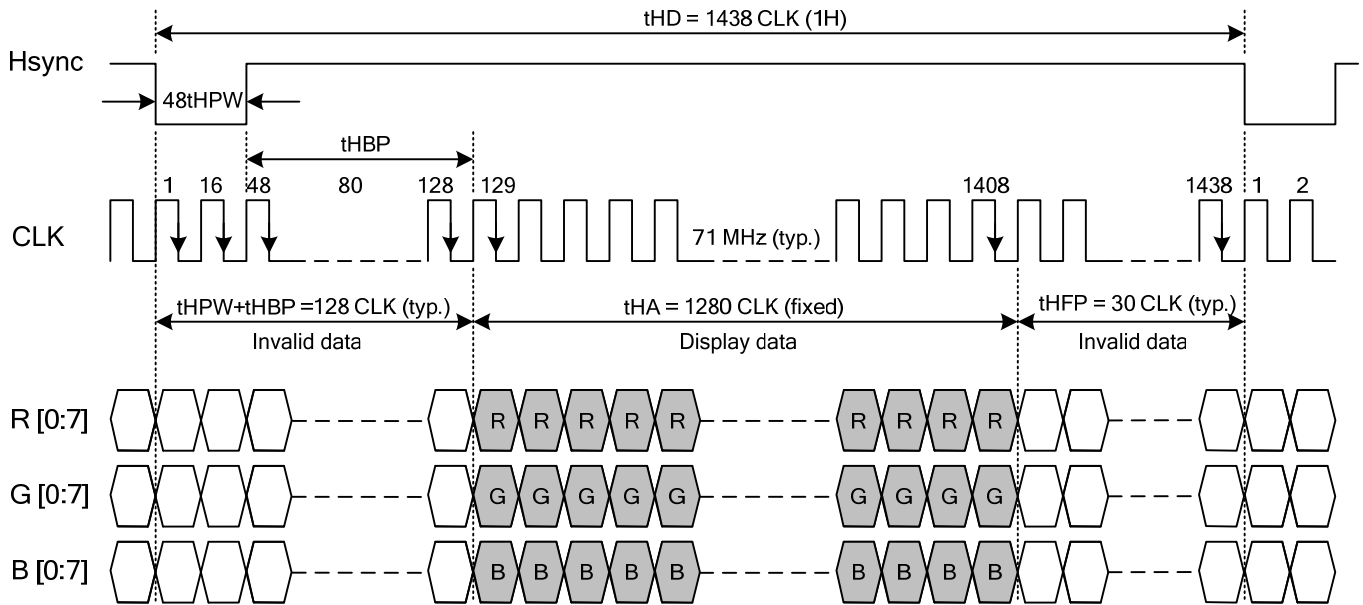 tHD = 1438 CLK (1H)
Hsync
48tHPW
tHBP
1 16 48 80 128 129 1408 1438 1 2
CLK
71 MHz (typ.)
tHPW+tHBP =128 CLK (typ.) tHA = 1280 CLK (fixed) tHFP = 30 CLK (typ.)
Invalid data Display data Invalid data
R [0:7] R R R R R R R R R
G [0:7] G G G G G G G G G
B [0:7] B B B B B B B B B